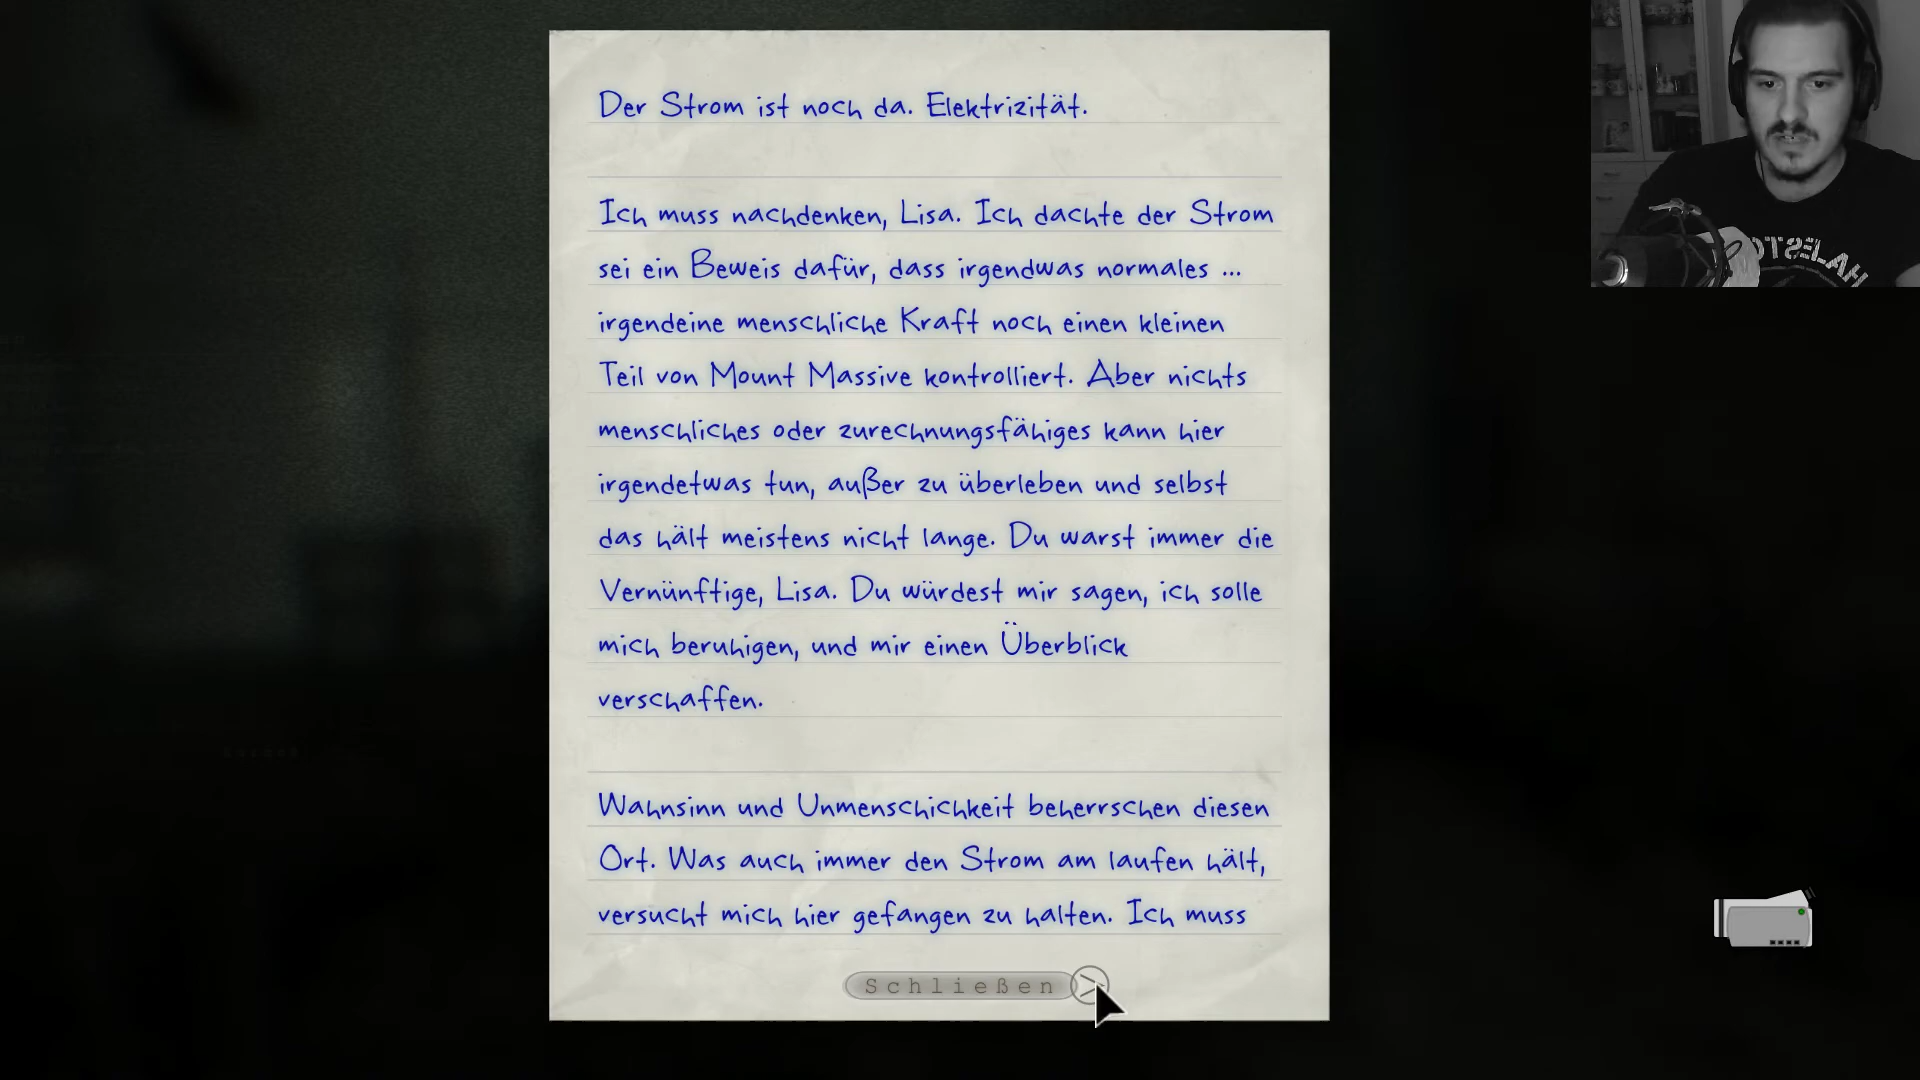 Der Strom ist noch da. Elektrizität.
Ich muss nachdenken, Lisa. Ich dachte der Strom
sei ein Beweis dafür, dass irgendwas normales ...
irgendeine menschliche Kraft noch einen kleinen
Teil von Mount Massive kontrolliert. Aber nichts
menschliches oder zurechnungsfähiges kann hier
irgendetwas tun, außer zu überleben und selbst
das hält meistens nicht lange. Du warst immer die
Vernünftige, Lisa. Du würdest mir sagen, ich solle
mich beruhigen, und mir einen Überblick
verschaffen.
Wahnsinn und Unmenschichkeit beherrschen diesen
Ort. Was auch immer den Strom am laufen hält,
versucht mich hier gefangen zu halten. Ich muss
Schließen >